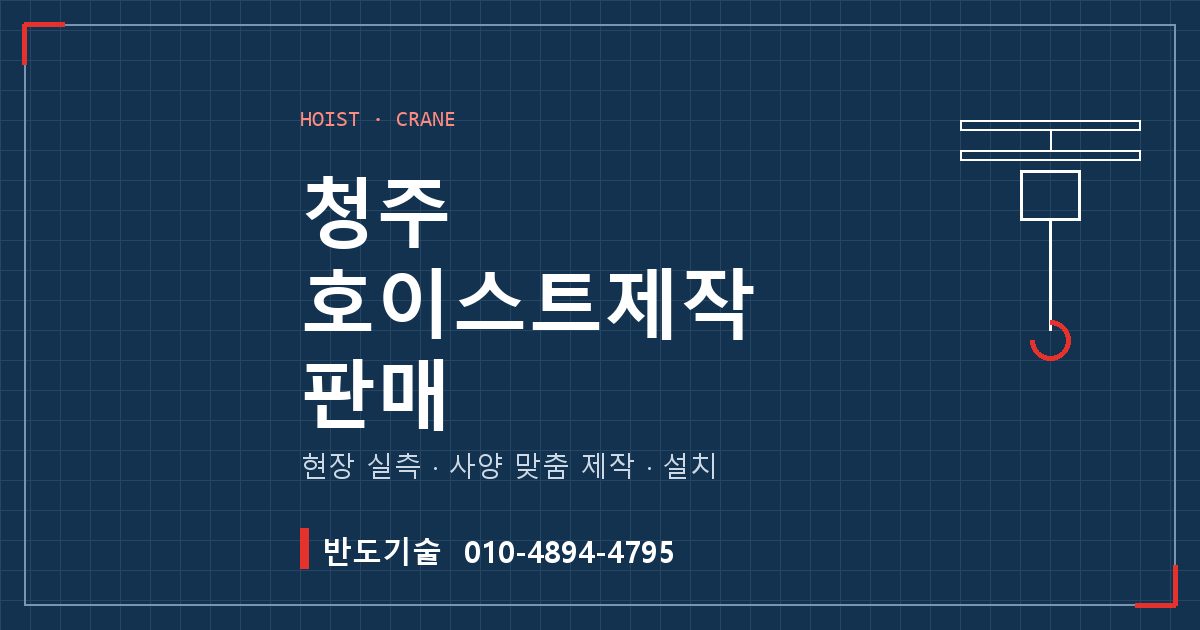 HOIST · CRANE
청주
호이스트제작
판매
현장 실측 · 사양 맞춤 제작 · 설치
반도기술 010-4894-4795